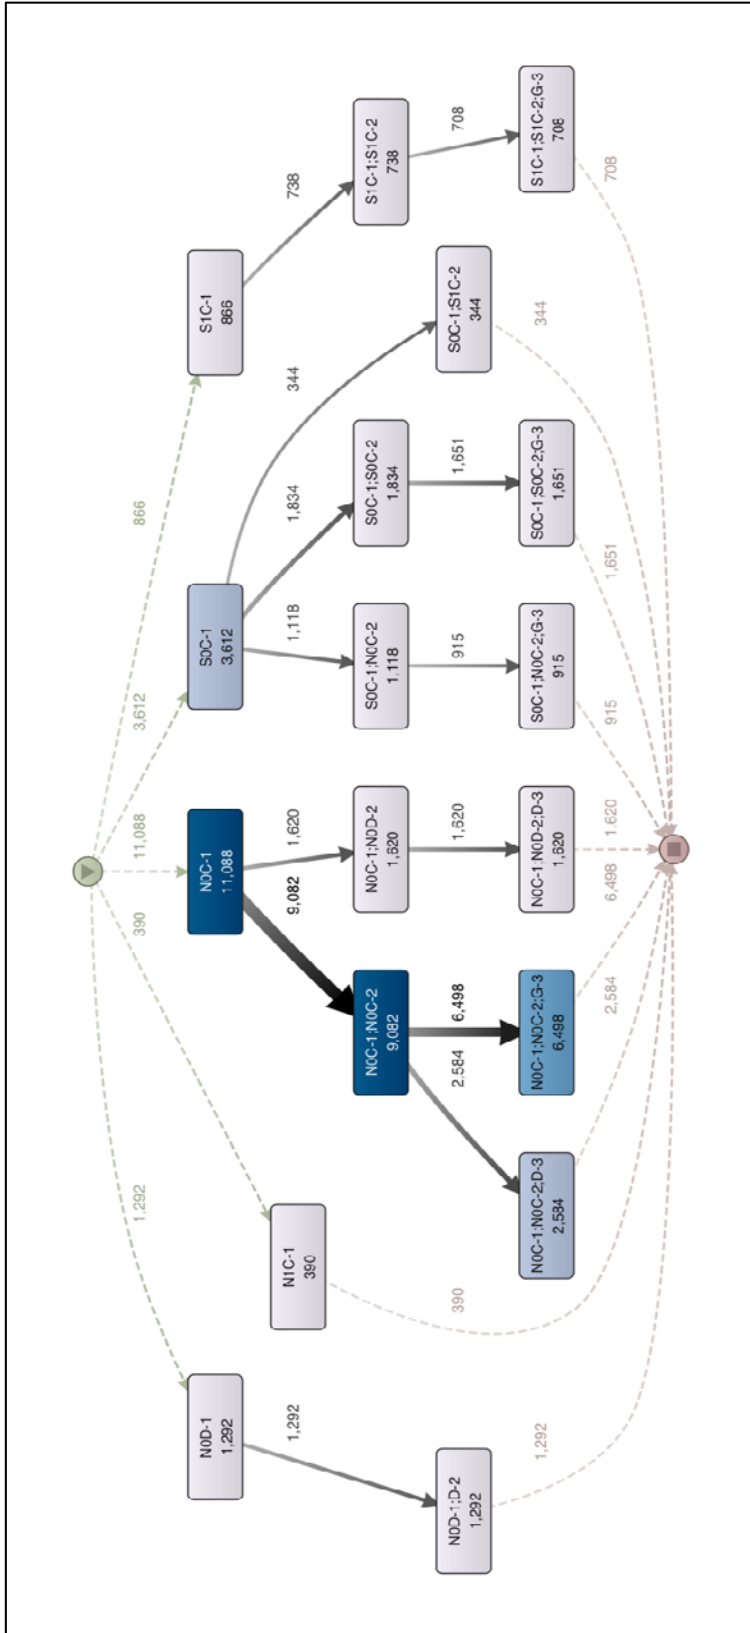 1,292
390
11,088
3,612
866
N0D-1
1,292
N0C-1
11,088
S0C-1
3,612
S1C-1
866
N1C-1
390
1,292
9,082
1,620
1,118
1,834
344
738
N0C-1;N0C-2
9,082
N0C-1;N0D-2
1,620
S0C-1;N0C-2
1,118
S0C-1;S0C-2
1,834
S1C-1;S1C-2
738
N0D-1;D-2
1,292
390
2,584
6,498
1,620
915
1,651
S0C-1;S1C-2
344
708
1,292
N0C-1;N0C-2;D-3
2,584
N0C-1;N0C-2;G-3
6,498
N0C-1;N0D-2;D-3
1,620
S0C-1;N0C-2;G-3
915
S0C-1;S0C-2;G-3
1,651
344
S1C-1;S1C-2;G-3
708
2,584
6,498
1,620
915
1,651
708